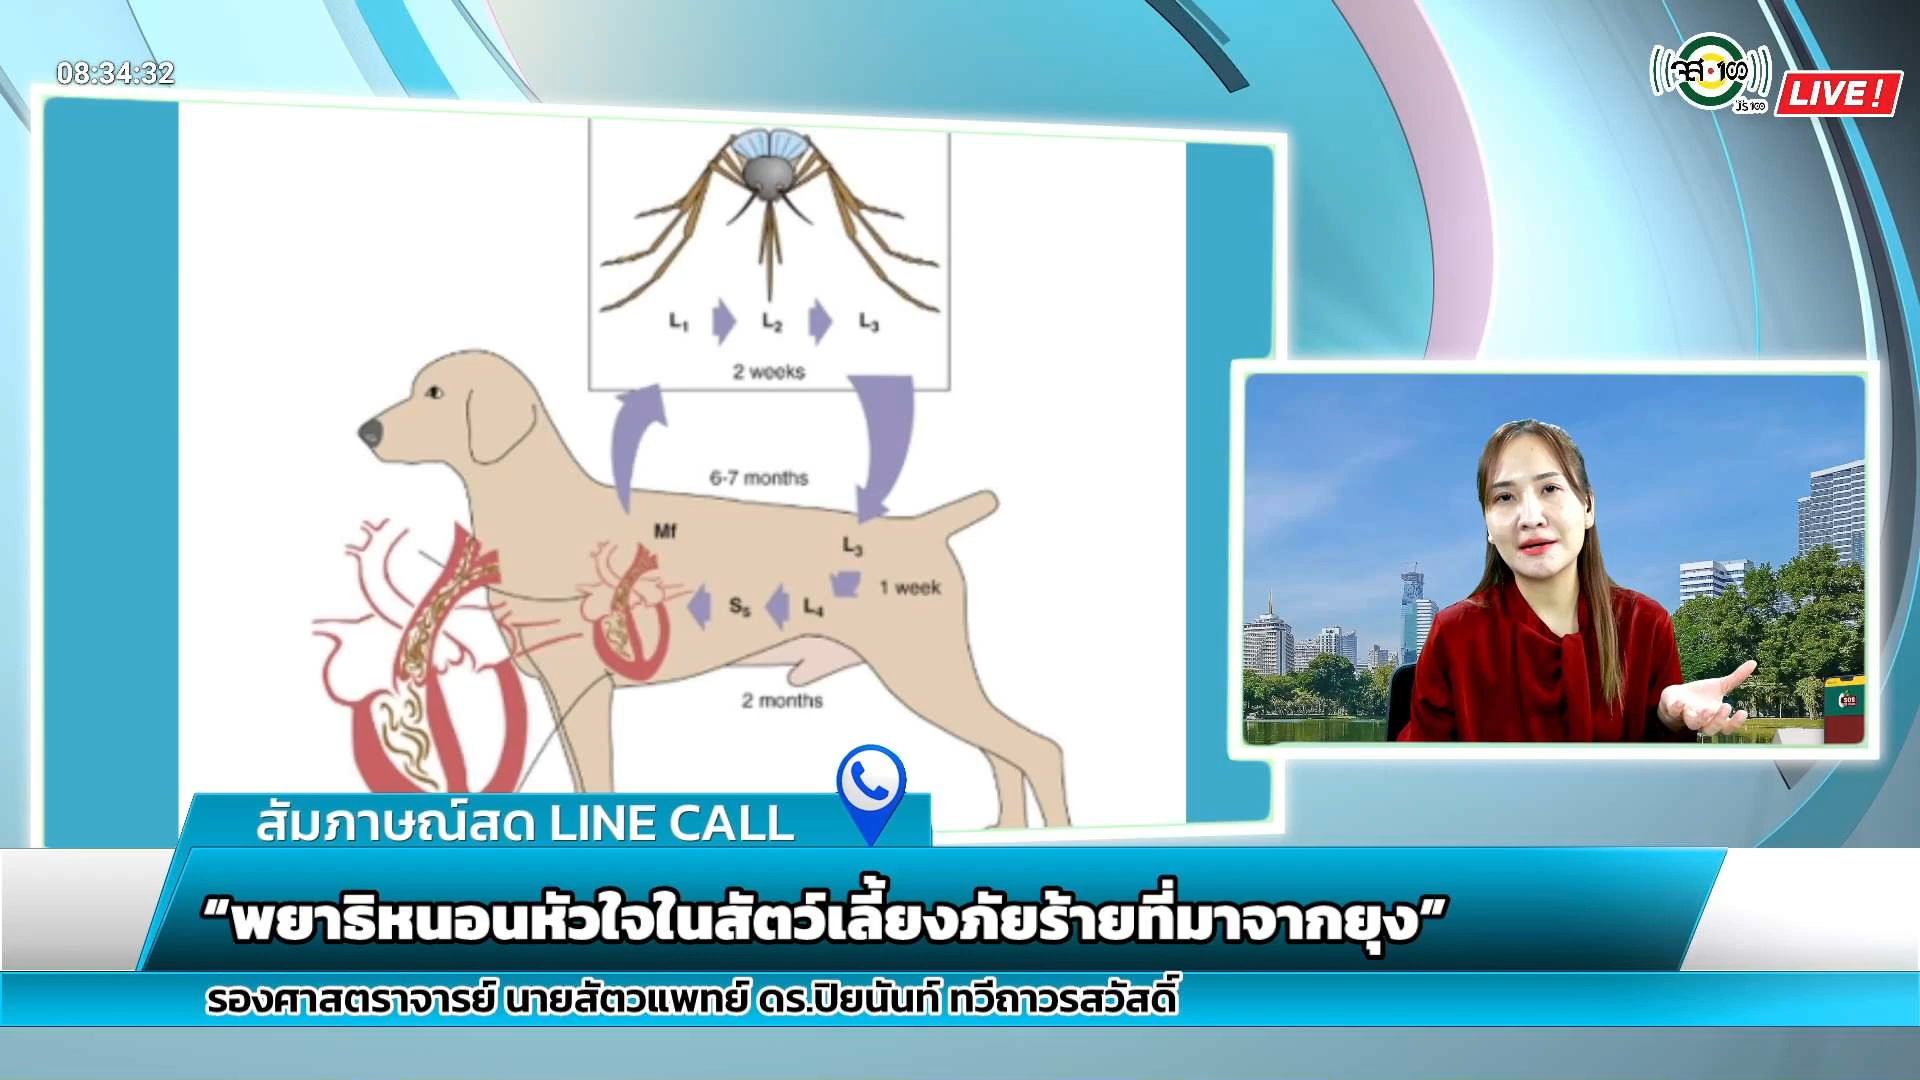 08:34:32
จส.100
JS100
LIVE!
L1 L2 L3
2 weeks
6-7 months
Mf
L3
1 week
S5 L4
2 months
SOS
สัมภาษณ์สด LINE CALL
“พยาธิหนอนหัวใจในสัตว์เลี้ยงภัยร้ายที่มาจากยุง”
รองศาสตราจารย์ นายสัตวแพทย์ ดร.ปิยนันท์ ทวีถาวรสวัสดิ์